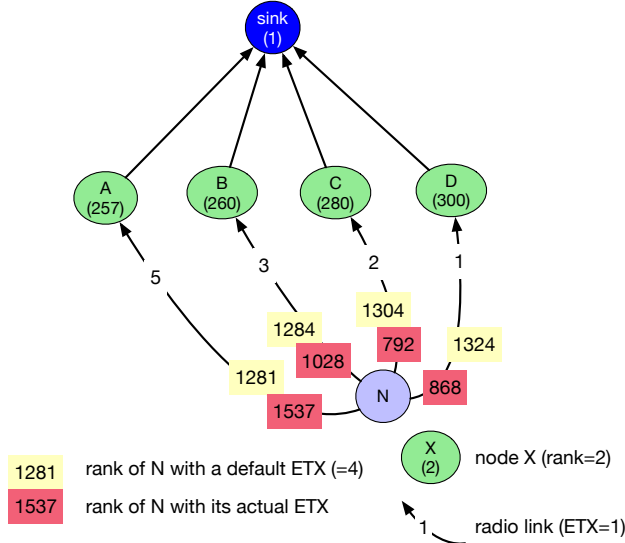 sink
(1)
A
(257)
B
(260)
C
(280)
D
(300)
5
3
2
1
1304
1284
792
1324
1028
1281
868
N
1537
X
(2)
node X (rank=2)
1281
rank of N with a default ETX (=4)
1537
rank of N with its actual ETX
1
radio link (ETX=1)